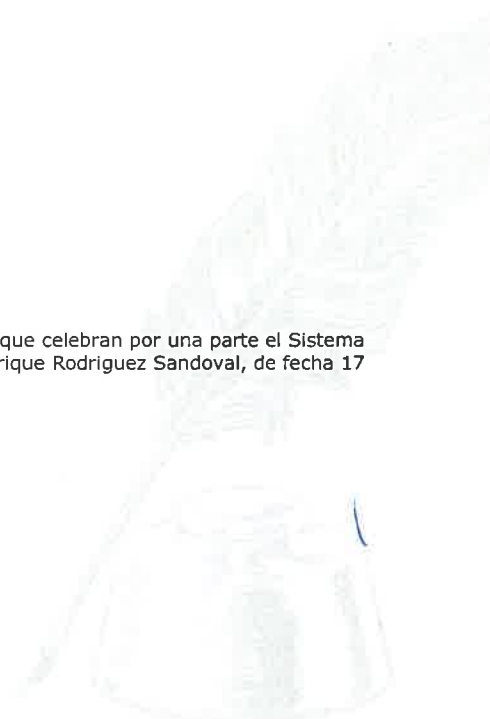 que celebran por una parte el Sistema
rique Rodriguez Sandoval, de fecha 17